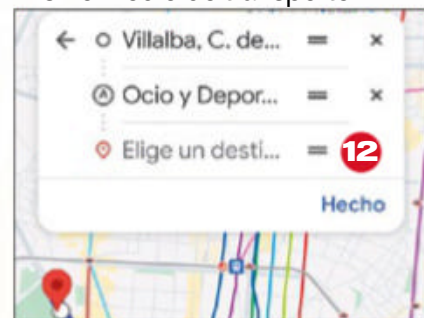 Villalba, C. de...
Ocio y Depor...
Elige un desti...
12
Hecho